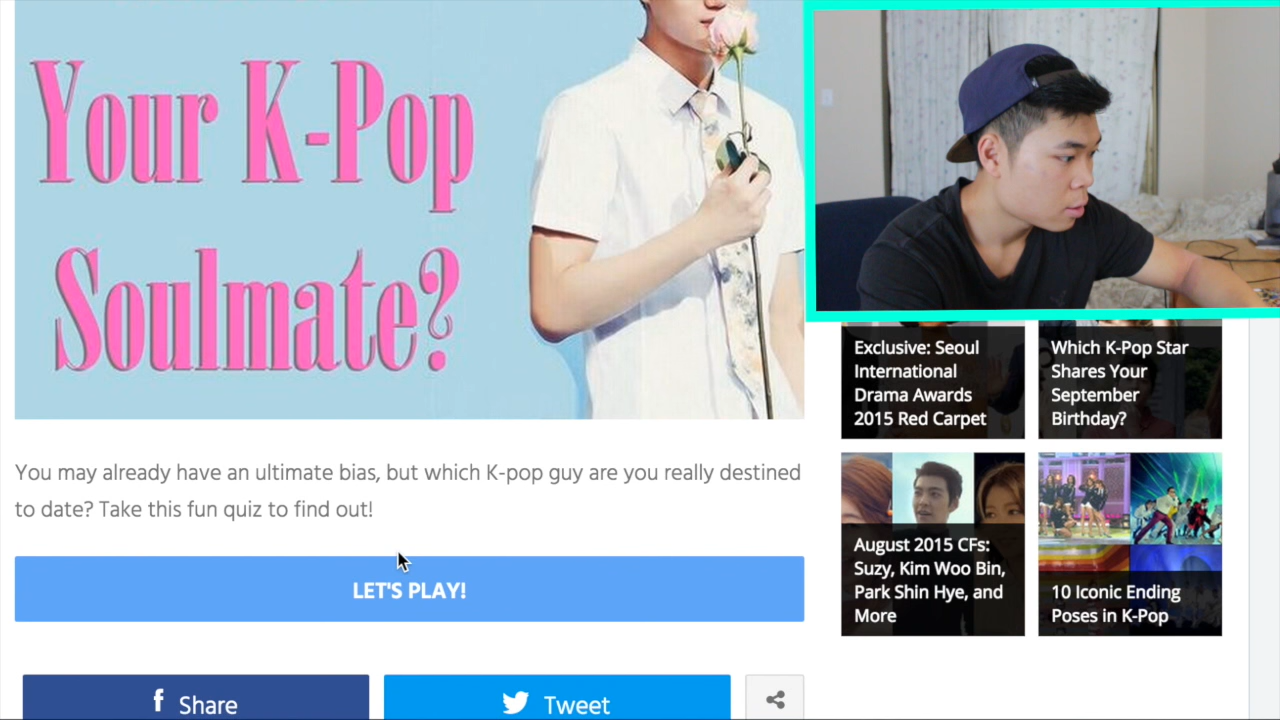 Your K-Pop
Soulmate?
You may already have an ultimate bias, but which K-pop guy are you really destined
to date? Take this fun quiz to find out!
LET'S PLAY!
Share
Tweet
Exclusive: Seoul
International
Drama Awards
2015 Red Carpet
Which K-Pop Star
Shares Your
September
Birthday?
August 2015 CFs:
Suzy, Kim Woo Bin,
Park Shin Hye, and
More
10 Iconic Ending
Poses in K-Pop